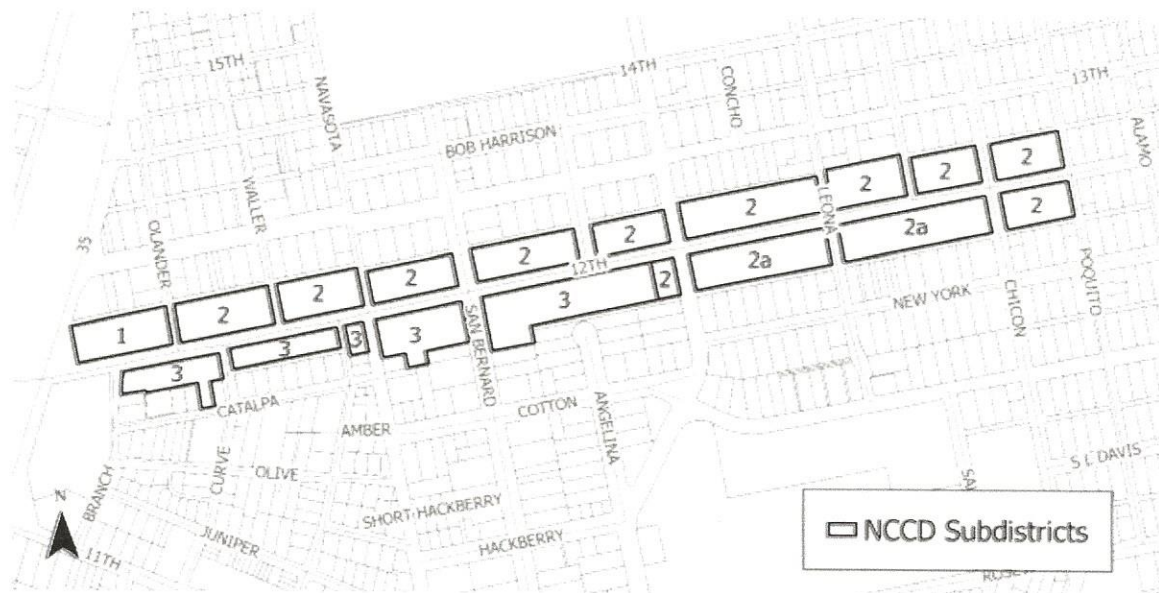 15TH
14TH
13TH
NAVASOTA
CONCHO
BOB HARRISON
ALAMO
WALLER
35
OLANDER
2
2
2
2
LEONA
2
2
2
2a
2
2
2
2
12TH
2a
1
3
2
3
3
3
3
SAN BERNARD
NEW YORK
CHICON
POQUITO
CATALPA
COTTON
ANGELINA
AMBER
CURVE
OLIVE
BRANCH
S L DAVIS
N
SHORT HACKBERRY
JUNIPER
HACKBERRY
11TH
NCCD Subdistricts